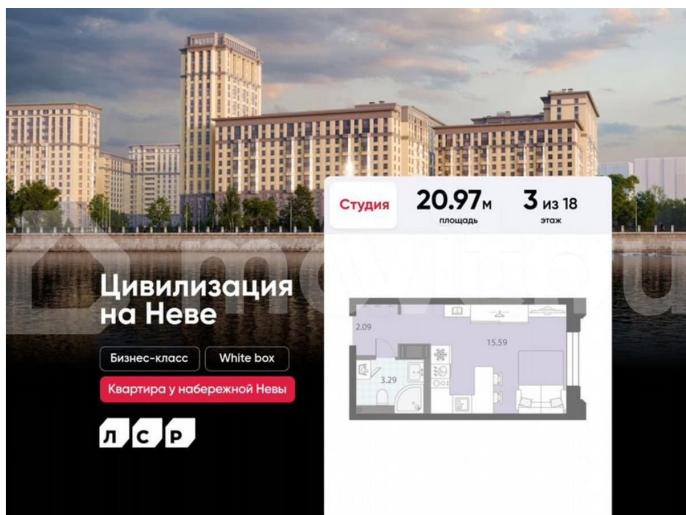 Студия
20.97м
площадь
3 из 18
этаж
Цивилизация
на Неве
Бизнес-класс
White box
Квартира у набережной Невы
ЛСР
2.09
15.59
3.29